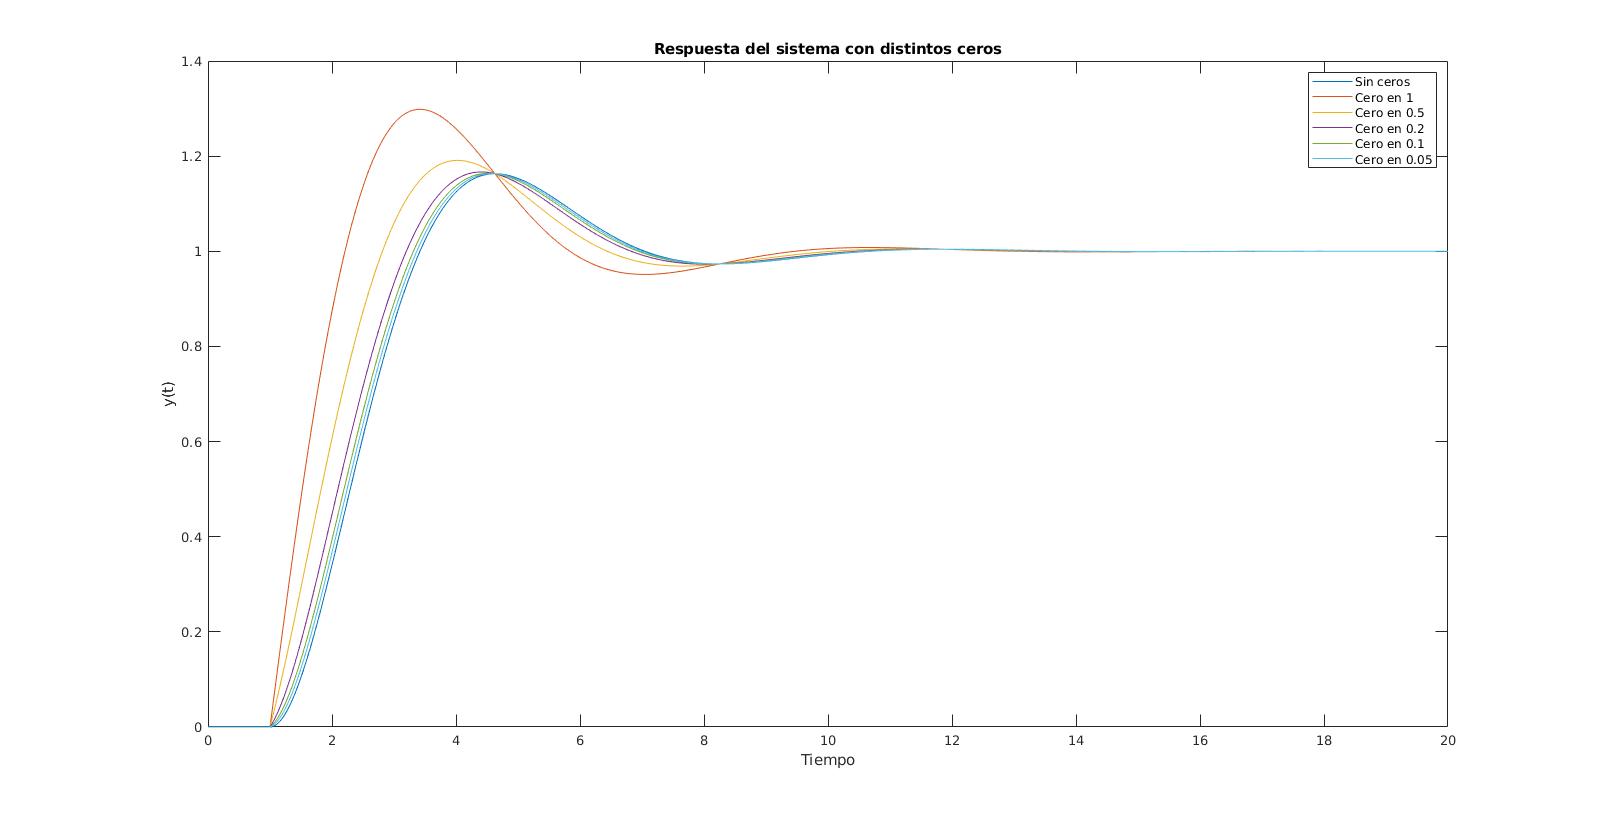 Respuesta del sistema con distintos ceros
1.4
1.2
1
0.8
0.6
0.4
0.2
0
y(t)
Sin ceros
Cero en 1
Cero en 0.5
Cero en 0.2
Cero en 0.1
Cero en 0.05
0 2 4 6 8 10 12 14 16 18 20
Tiempo